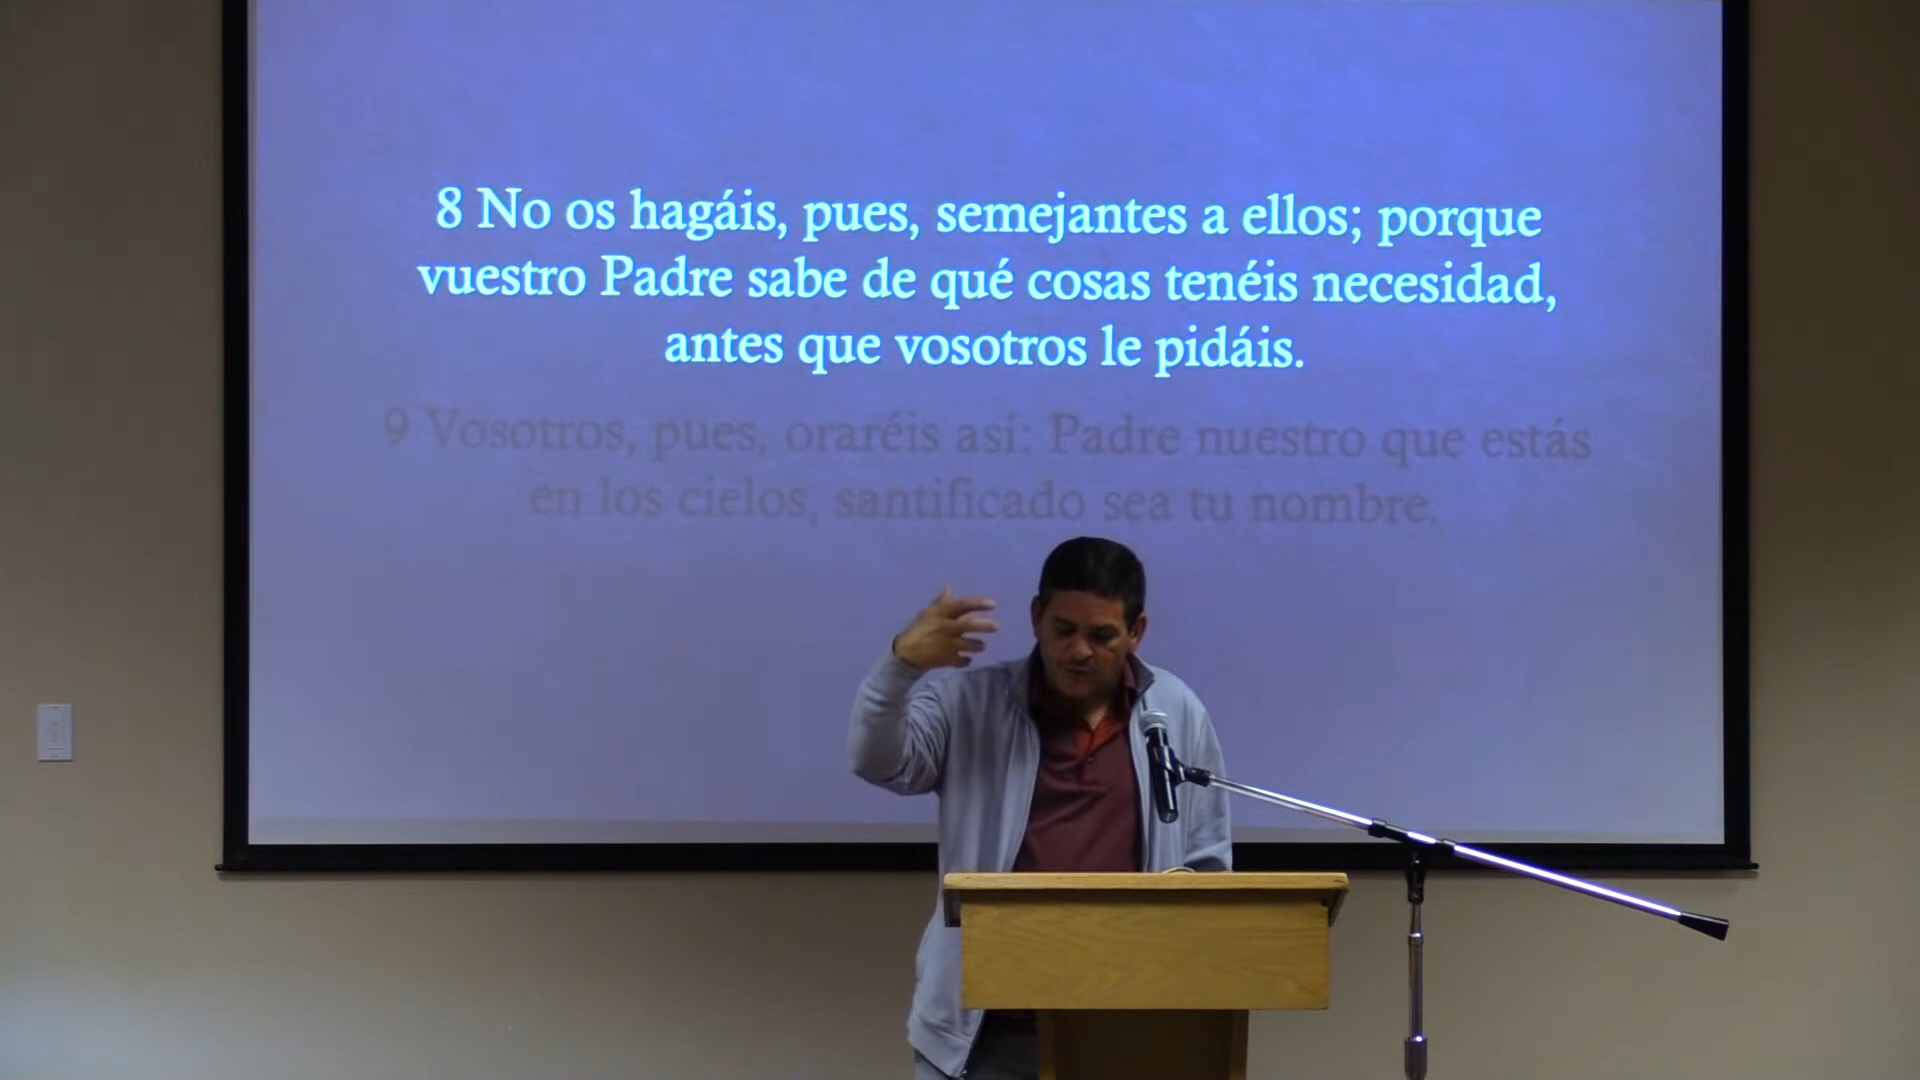 8 No os hagáis, pues, semejantes a ellos; porque
vuestro Padre sabe de qué cosas tenéis necesidad,
antes que vosotros le pidáis.
9 Vosotros, pues, oraréis así: Padre nuestro que estás
en los cielos, santificado sea tu nombre.